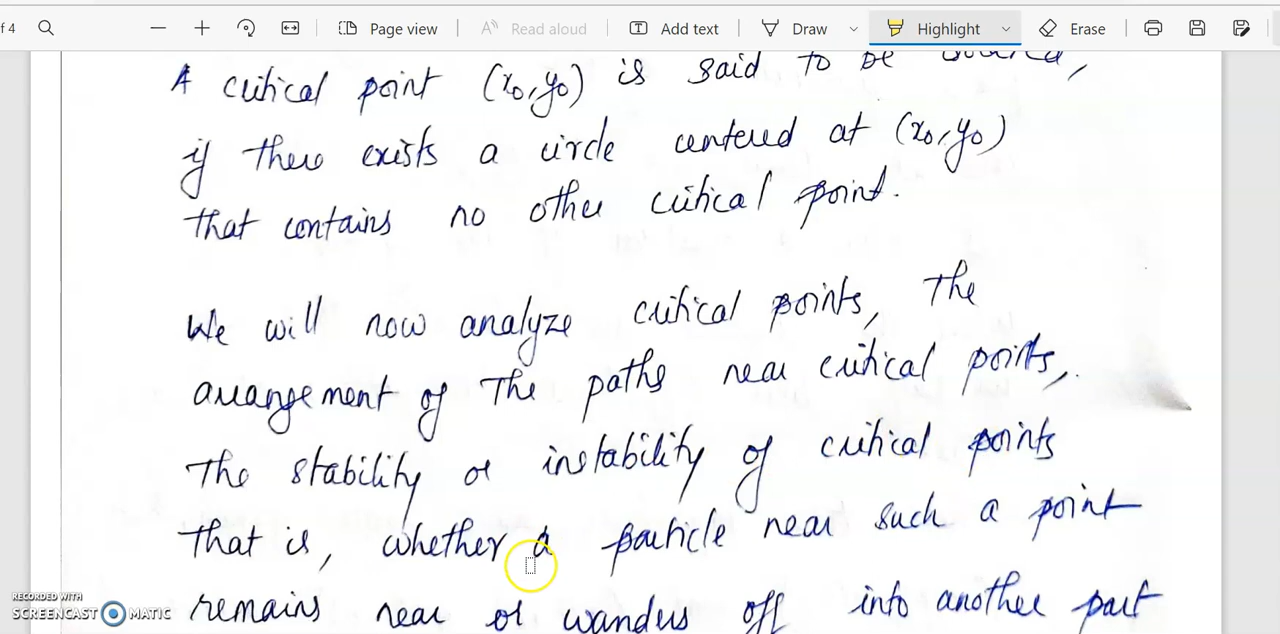 of 4 Page view Read aloud Add text Draw Highlight Erase
A critical point (x₀,y₀) is said to be
if there exists a circle centered at (x₀,y₀)
that contains no other critical point.
We will now analyze critical points, The
arrangement of The paths near critical points,
The stability or instability of critical points
That is, whether a particle near such a point
remains near or wanders off into another part
RECORDED WITH
SCREENCAST MATIC